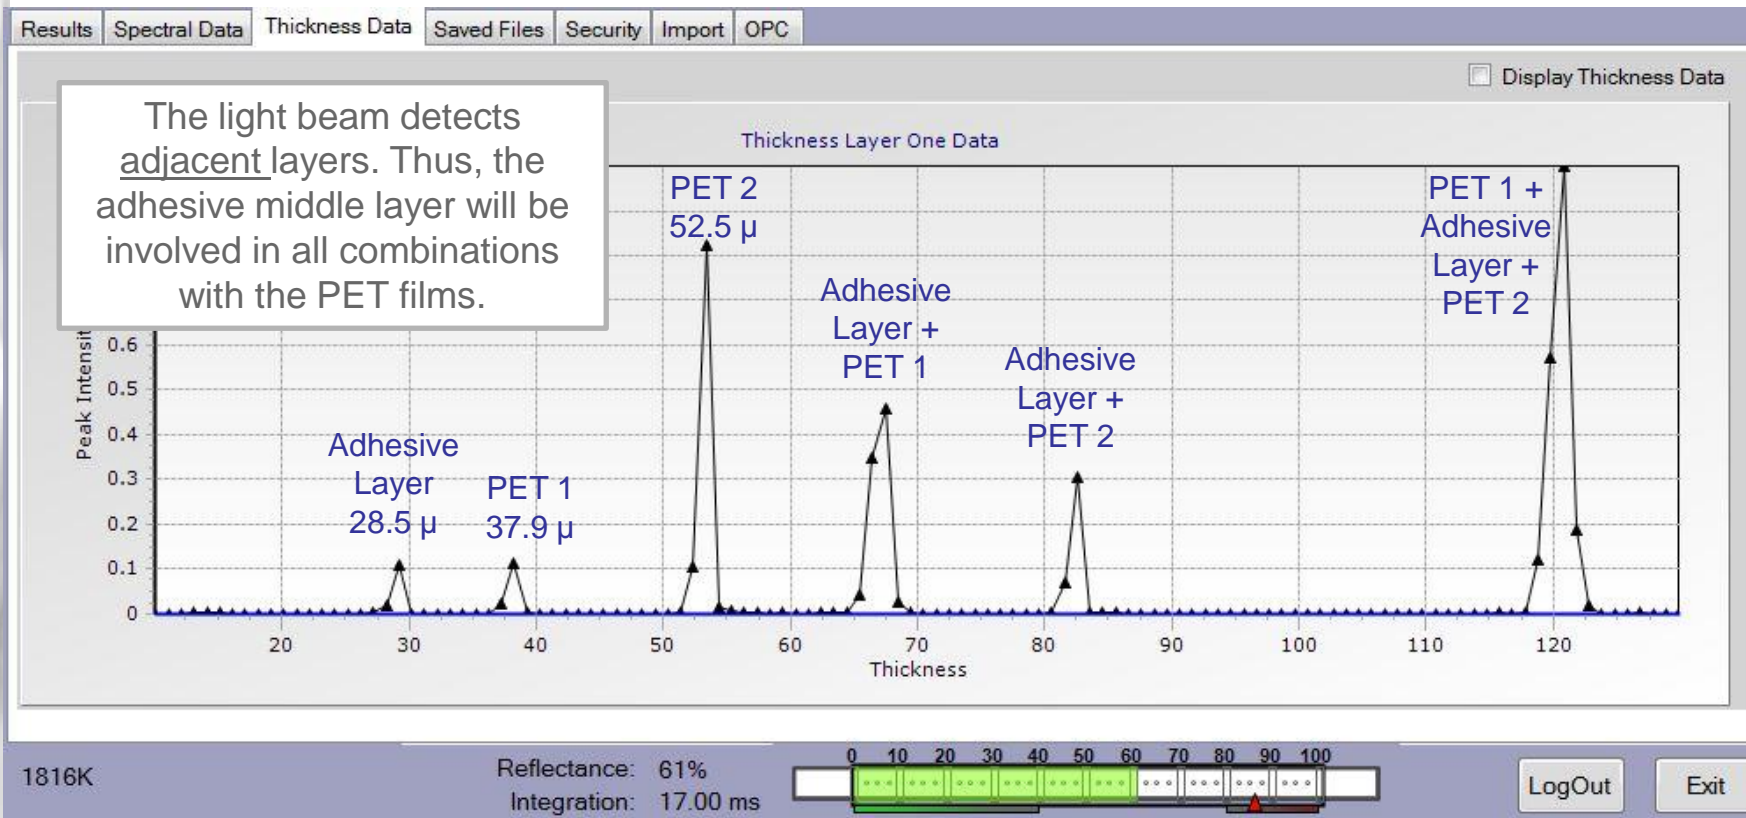 Results Spectral Data Thickness Data Saved Files Security Import OPC
Display Thickness Data
The light beam detects
adjacent layers. Thus, the
adhesive middle layer will be
involved in all combinations
with the PET films.
Thickness Layer One Data
PET 2
52.5 µ
PET 1 +
Adhesive
Layer +
PET 2
Adhesive
Layer +
PET 1
Adhesive
Layer +
PET 2
Adhesive
Layer
28.5 µ
PET 1
37.9 µ
Peak Intensit
0.6
0.5
0.4
0.3
0.2
0.1
0
20 30 40 50 60 70 80 90 100 110 120
Thickness
1816K
Reflectance: 61%
Integration: 17.00 ms
0 10 20 30 40 50 60 70 80 90 100
LogOut Exit